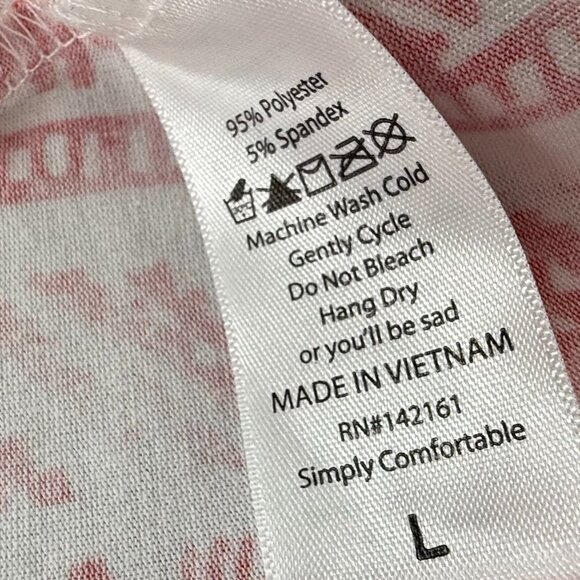 95% Polyester
5% Spandex
Machine Wash Cold
Gently Cycle
Do Not Bleach
Hang Dry
or you'll be sad
MADE IN VIETNAM
RN#142161
Simply Comfortable
L